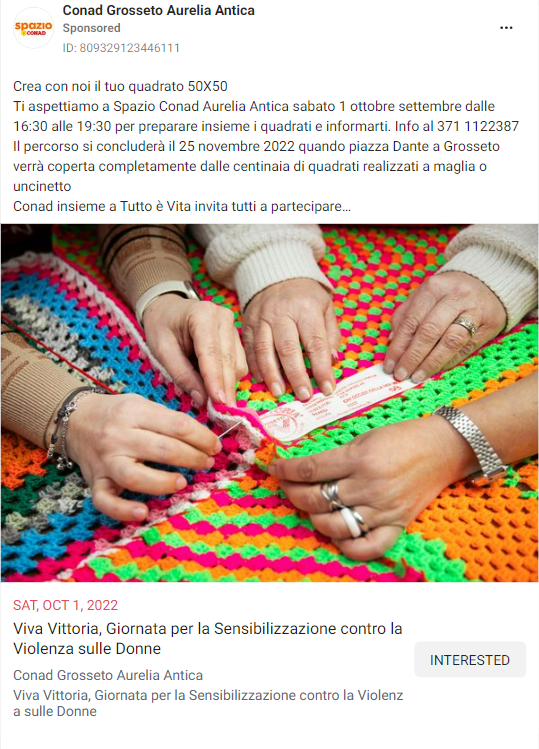 Conad Grosseto Aurelia Antica
Sponsored
ID: 809329123446111
spazio
CONAD
Crea con noi il tuo quadrato 50X50
Ti aspettiamo a Spazio Conad Aurelia Antica sabato 1 ottobre settembre dalle
16:30 alle 19:30 per preparare insieme i quadrati e informarti. Info al 371 1122387
Il percorso si concluderà il 25 novembre 2022 quando piazza Dante a Grosseto
verrà coperta completamente dalle centinaia di quadrati realizzati a maglia o
uncinetto
Conad insieme a Tutto è Vita invita tutti a partecipare...
SAT, OCT 1, 2022
Viva Vittoria, Giornata per la Sensibilizzazione contro la
Violenza sulle Donne
INTERESTED
Conad Grosseto Aurelia Antica
Viva Vittoria, Giornata per la Sensibilizzazione contro la Violenz
a sulle Donne